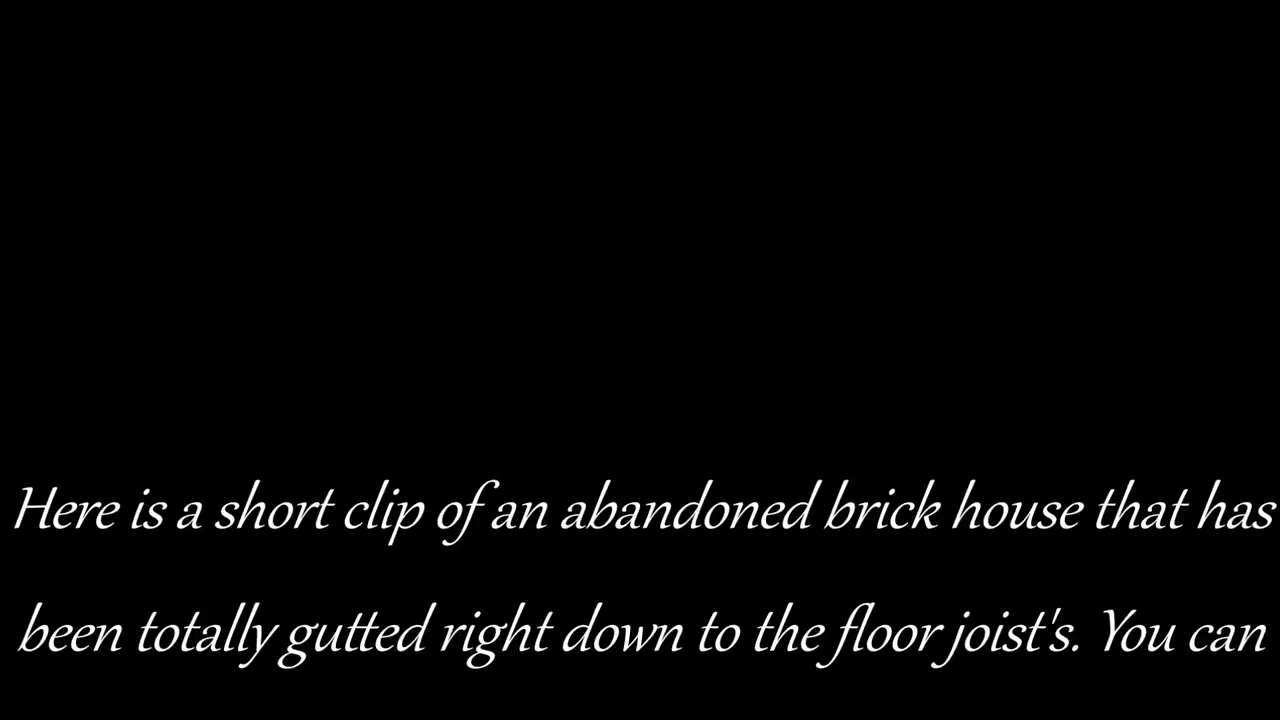 Here is a short clip of an abandoned brick house that has
been totally gutted right down to the floor joist's. You can